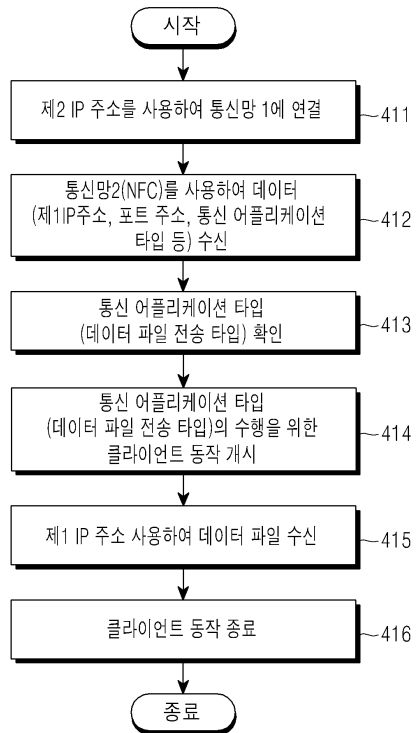 시작
제2 IP 주소를 사용하여 통신망 1에 연결
411
통신망2(NFC)를 사용하여 데이터
(제1IP주소, 포트 주소, 통신 어플리케이션
타입 등) 수신
412
통신 어플리케이션 타입
(데이터 파일 전송 타입) 확인
413
통신 어플리케이션 타입
(데이터 파일 전송 타입)의 수행을 위한
클라이언트 동작 개시
414
제1 IP 주소 사용하여 데이터 파일 수신
415
클라이언트 동작 종료
416
종료